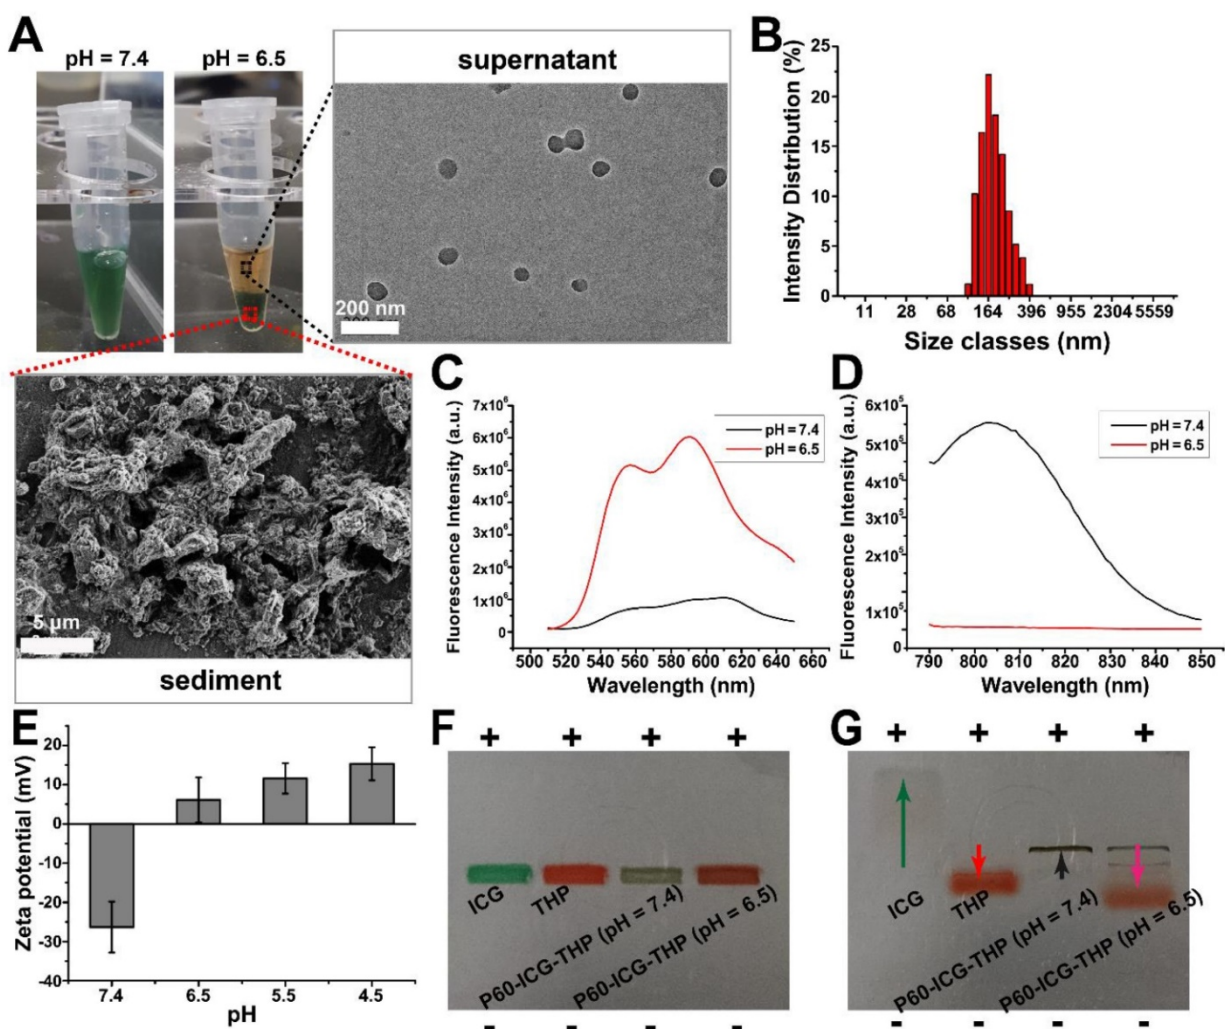 A
pH = 7.4
pH = 6.5
supernatant
200 nm
5 μm
sediment
B
Intensity Distribution (%)
25
20
15
10
5
0
11 28 68 164 396 955 2304 5559
Size classes (nm)
C
Fluorescence Intensity (a.u.)
7x10⁶
6x10⁶
5x10⁶
4x10⁶
3x10⁶
2x10⁶
1x10⁶
0
pH = 7.4
pH = 6.5
500 520 540 560 580 600 620 640 660
Wavelength (nm)
D
Fluorescence Intensity (a.u.)
6x10⁵
5x10⁵
4x10⁵
3x10⁵
2x10⁵
1x10⁵
0
pH = 7.4
pH = 6.5
790 800 810 820 830 840 850
Wavelength (nm)
E
Zeta potential (mV)
20
10
0
-10
-20
-30
-40
7.4 6.5 5.5 4.5
pH
F
+ + + +
ICG
THP
P60-ICG-THP (pH = 7.4)
P60-ICG-THP (pH = 6.5)
- - - -
G
+ + + +
ICG
THP
P60-ICG-THP (pH = 7.4)
P60-ICG-THP (pH = 6.5)
- - - -